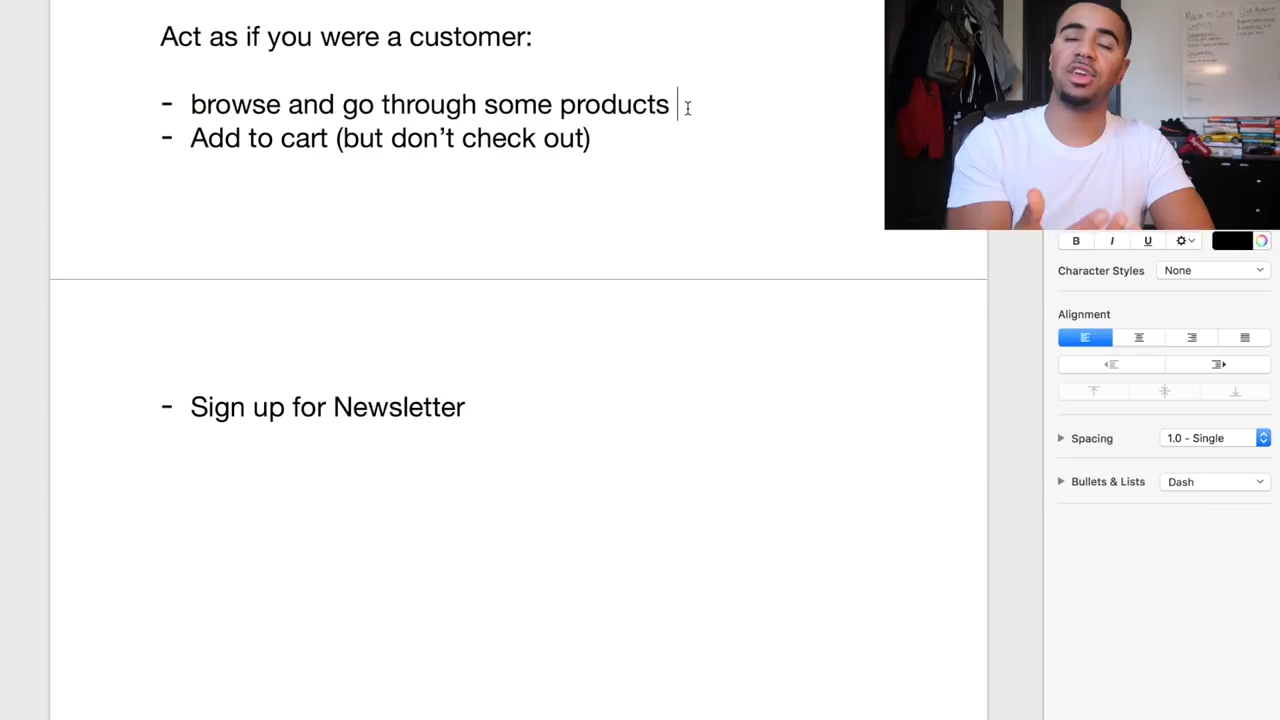 Act as if you were a customer:
- browse and go through some products
- Add to cart (but don’t check out)
B I U
Character Styles None
Alignment
- Sign up for Newsletter
Spacing 1.0 - Single
Bullets & Lists Dash